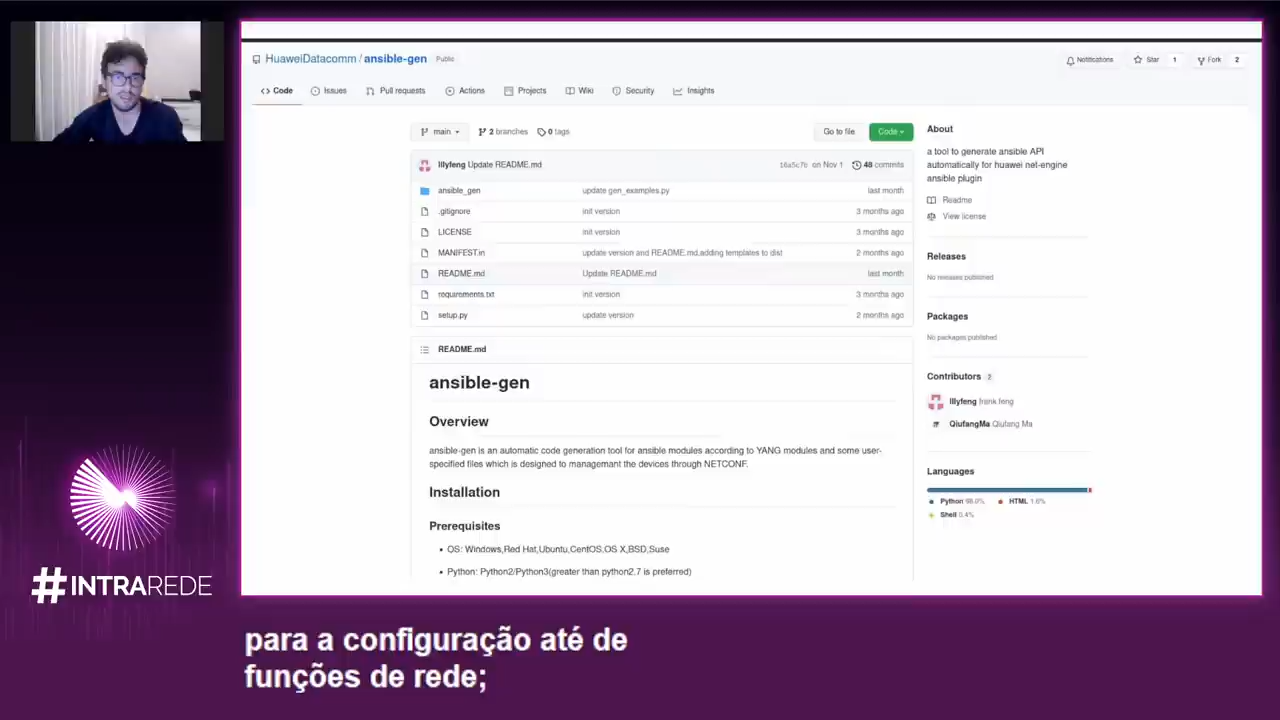 HuaweiDatacomm / ansible-gen Public
Notifications Star 1 Fork 2
Code Issues Pull requests Actions Projects Wiki Security Insights
main 2 branches 0 tags Go to file Code
lllyfeng Update README.md 16a5c7b on Nov 1 48 commits
ansible_gen update gen_examples.py last month
.gitignore init version 3 months ago
LICENSE init version 3 months ago
MANIFEST.in update version and README.md,adding templates to dist 2 months ago
README.md Update README.md last month
requirements.txt init version 3 months ago
setup.py update version 2 months ago
README.md
ansible-gen
Overview
ansible-gen is an automatic code generation tool for ansible modules according to YANG modules and some user-
specified files which is designed to managemant the devices through NETCONF.
Installation
Prerequisites
• OS: Windows,Red Hat,Ubuntu,CentOS,OS X,BSD,Suse
• Python: Python2/Python3(greater than python2.7 is preferred)
About
a tool to generate ansible API
automatically for huawei net-engine
ansible plugin
Readme
View license
Releases
No releases published
Packages
No packages published
Contributors 2
lllyfeng frank feng
QiufangMa Qiufang Ma
Languages
Python 98.0% HTML 1.6%
Shell 0.4%
#INTRAREDE
para a configuração até de
funções de rede;